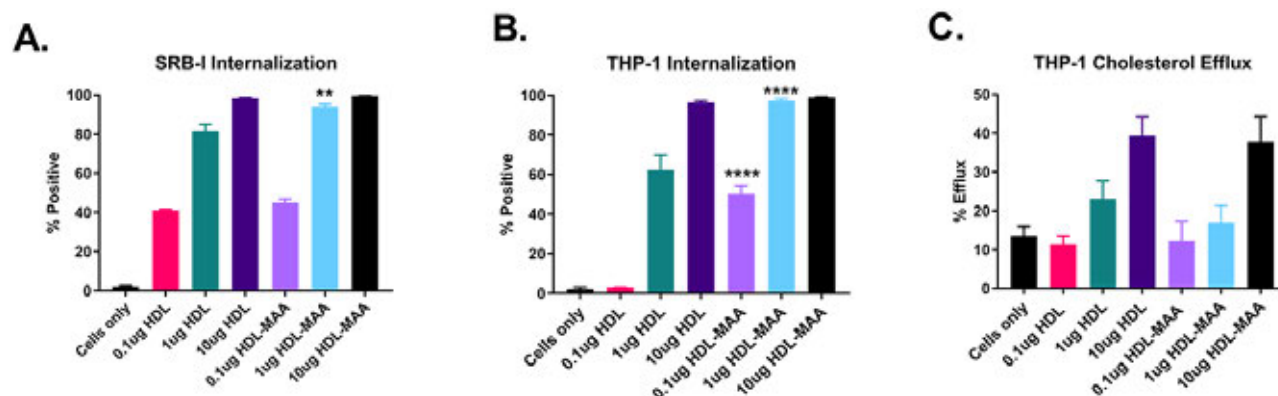 A.
SRB-I Internalization
% Positive
100
80
60
40
20
0
**
Cells only
0.1ug HDL
1ug HDL
10ug HDL
0.1ug HDL-MAA
1ug HDL-MAA
10ug HDL-MAA
B.
THP-1 Internalization
% Positive
100
80
60
40
20
0
****
****
Cells only
0.1ug HDL
1ug HDL
10ug HDL
0.1ug HDL-MAA
1ug HDL-MAA
10ug HDL-MAA
C.
THP-1 Cholesterol Efflux
% Efflux
50
40
30
20
10
0
Cells only
0.1ug HDL
1ug HDL
10ug HDL
0.1ug HDL-MAA
1ug HDL-MAA
10ug HDL-MAA